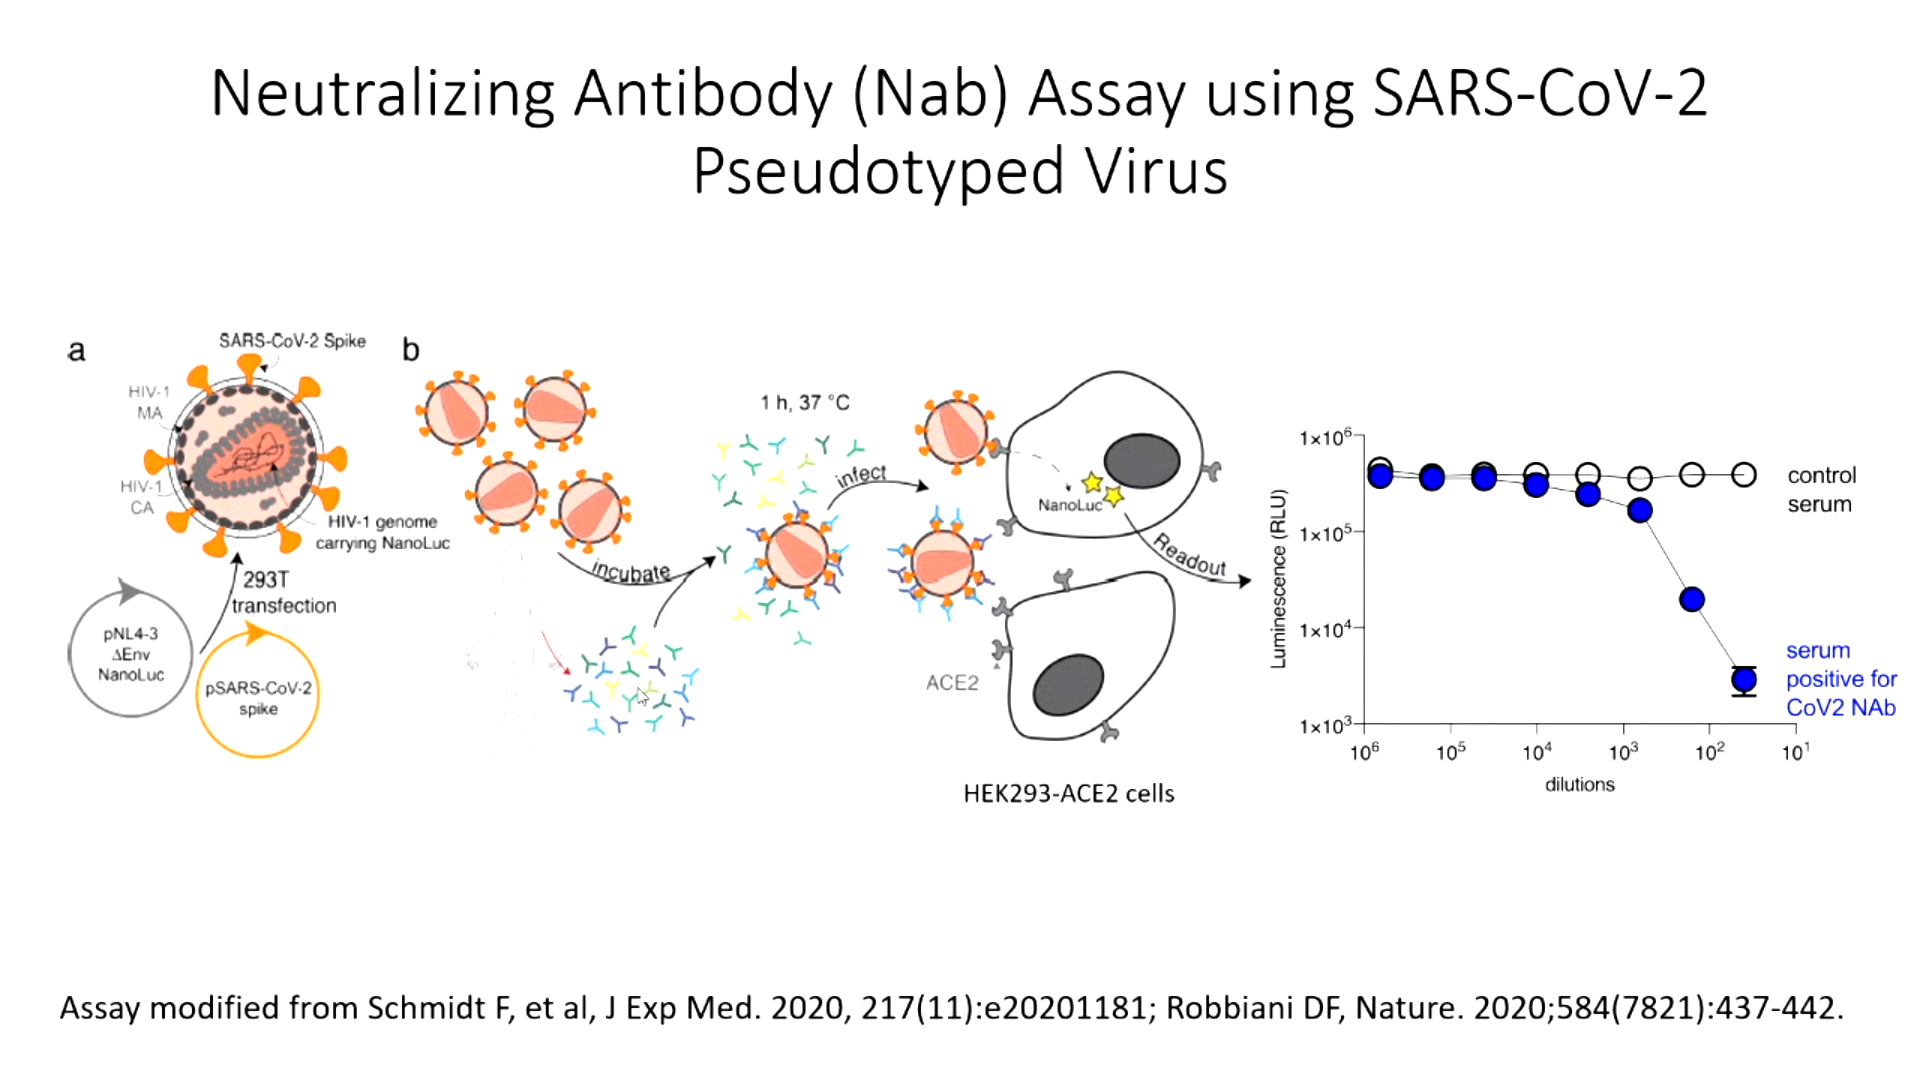 Neutralizing Antibody (Nab) Assay using SARS-CoV-2
Pseudotyped Virus
a
SARS-CoV-2 Spike
HIV-1
MA
HIV-1
CA
HIV-1 genome
carrying NanoLuc
293T
transfection
pNL4-3
ΔEnv
NanoLuc
pSARS-CoV-2
spike
b
1 h, 37 °C
incubate
infect
NanoLuc
Readout
ACE2
HEK293-ACE2 cells
Luminescence (RLU)
1×10⁶
1×10⁵
1×10⁴
1×10³
10⁶ 10⁵ 10⁴ 10³ 10² 10¹
dilutions
control
serum
serum
positive for
CoV2 NAb
Assay modified from Schmidt F, et al, J Exp Med. 2020, 217(11):e20201181; Robbiani DF, Nature. 2020;584(7821):437-442.